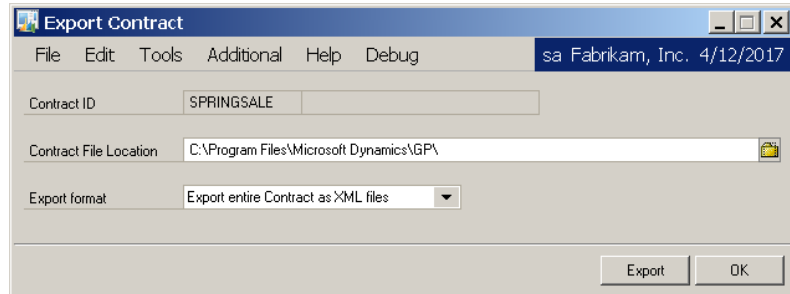 Export Contract
File Edit Tools Additional Help Debug sa Fabrikam, Inc. 4/12/2017
Contract ID SPRINGSALE
Contract File Location C:\Program Files\Microsoft Dynamics\GP\
Export format Export entire Contract as XML files
Export OK